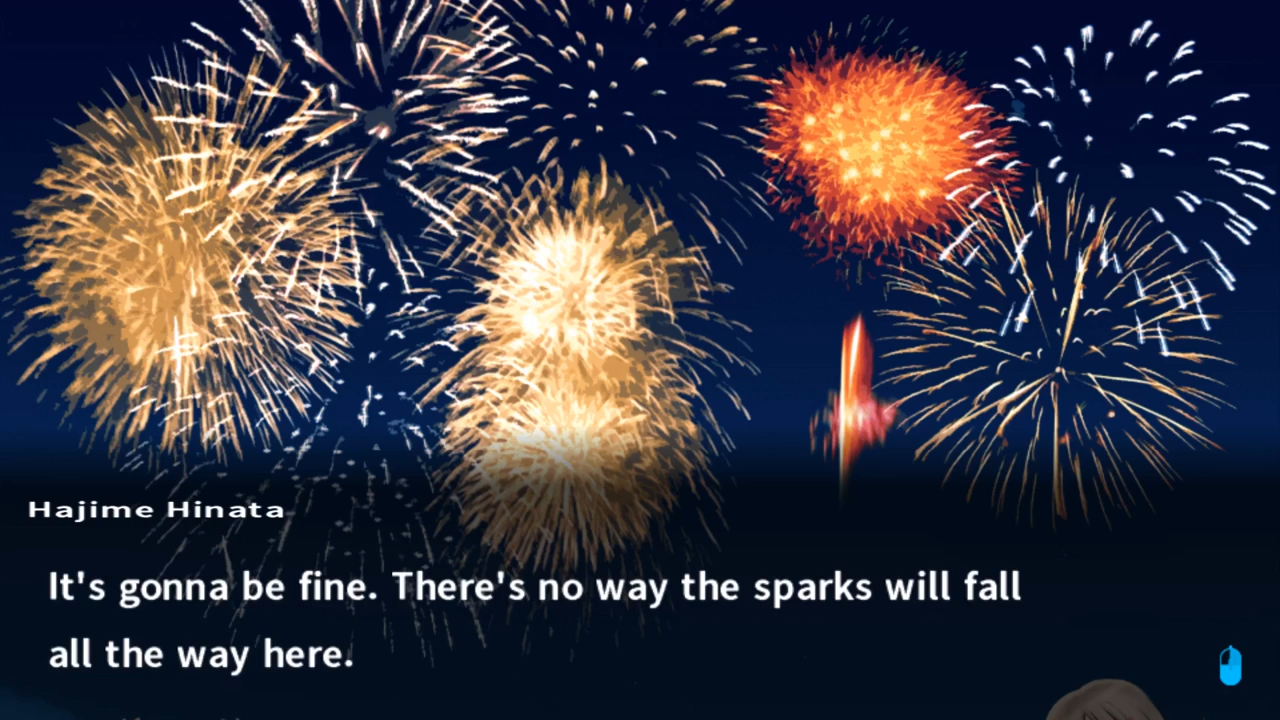 Hajime Hinata
It's gonna be fine. There's no way the sparks will fall
all the way here.